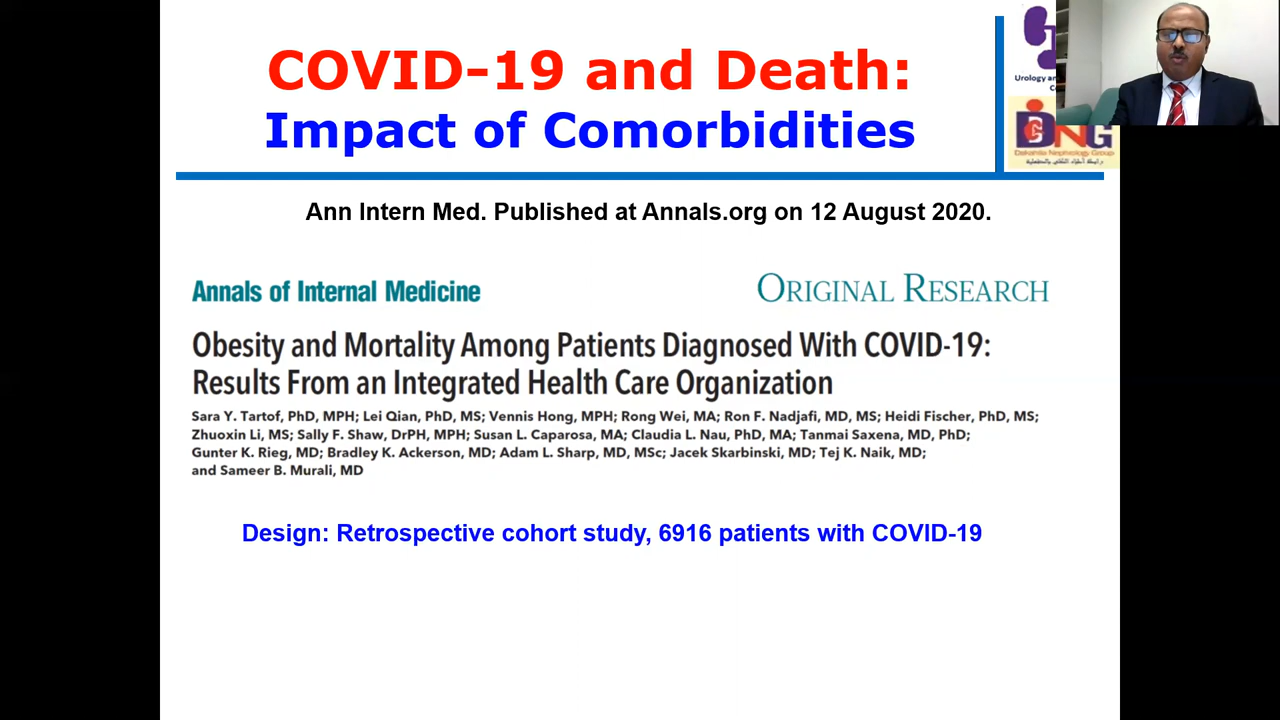 COVID-19 and Death:
Impact of Comorbidities
Urology an
Ce
DNG
Dakahlia Nephrology Group
Ann Intern Med. Published at Annals.org on 12 August 2020.
Annals of Internal Medicine
ORIGINAL RESEARCH
Obesity and Mortality Among Patients Diagnosed With COVID-19:
Results From an Integrated Health Care Organization
Sara Y. Tartof, PhD, MPH; Lei Qian, PhD, MS; Vennis Hong, MPH; Rong Wei, MA; Ron F. Nadjafi, MD, MS; Heidi Fischer, PhD, MS;
Zhuoxin Li, MS; Sally F. Shaw, DrPH, MPH; Susan L. Caparosa, MA; Claudia L. Nau, PhD, MA; Tanmai Saxena, MD, PhD;
Gunter K. Rieg, MD; Bradley K. Ackerson, MD; Adam L. Sharp, MD, MSc; Jacek Skarbinski, MD; Tej K. Naik, MD;
and Sameer B. Murali, MD
Design: Retrospective cohort study, 6916 patients with COVID-19